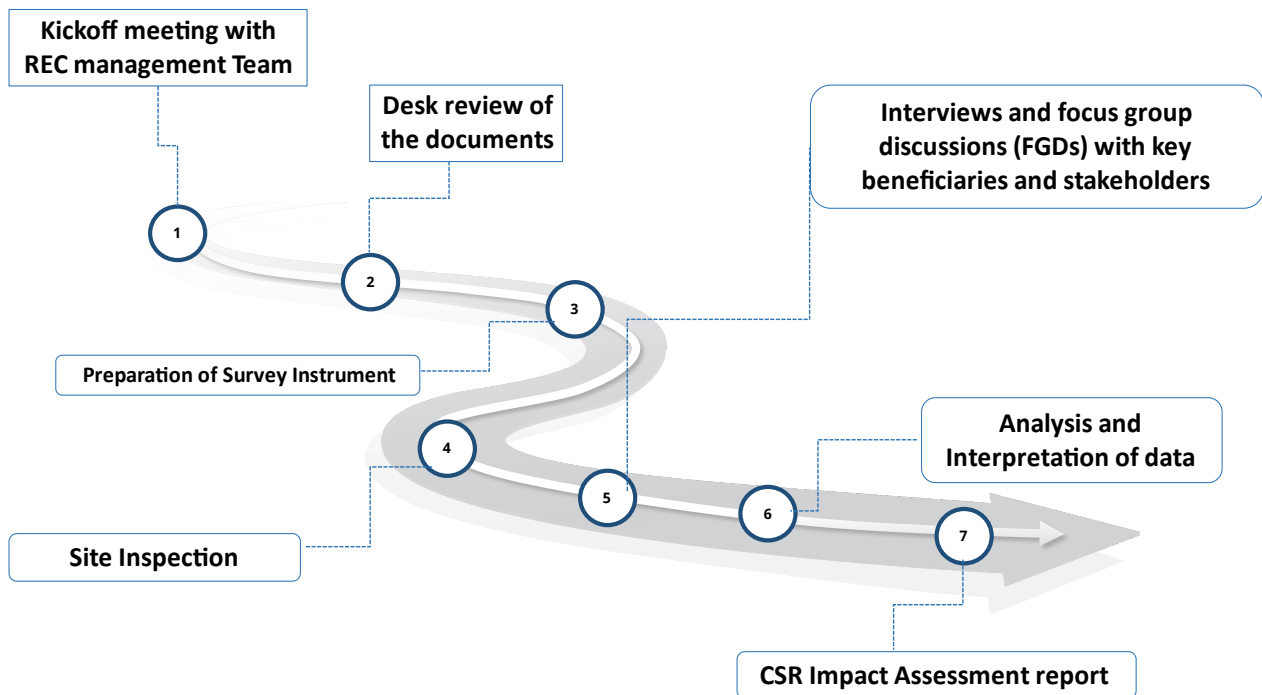 Kickoff meeting with
REC management Team
Desk review of
the documents
Interviews and focus group
discussions (FGDs) with key
beneficiaries and stakeholders
1
2
3
Preparation of Survey Instrument
4
Analysis and
Interpretation of data
5
6
7
Site Inspection
CSR Impact Assessment report